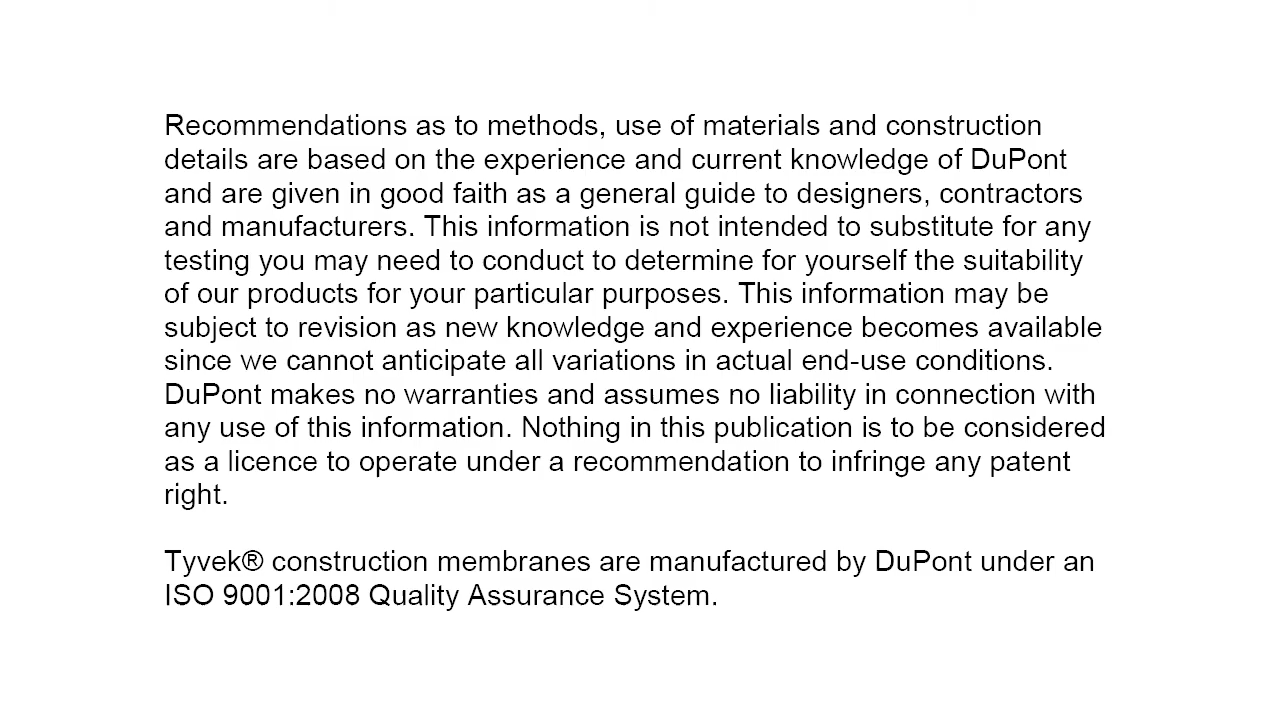 Recommendations as to methods, use of materials and construction
details are based on the experience and current knowledge of DuPont
and are given in good faith as a general guide to designers, contractors
and manufacturers. This information is not intended to substitute for any
testing you may need to conduct to determine for yourself the suitability
of our products for your particular purposes. This information may be
subject to revision as new knowledge and experience becomes available
since we cannot anticipate all variations in actual end-use conditions.
DuPont makes no warranties and assumes no liability in connection with
any use of this information. Nothing in this publication is to be considered
as a licence to operate under a recommendation to infringe any patent
right.
Tyvek® construction membranes are manufactured by DuPont under an
ISO 9001:2008 Quality Assurance System.